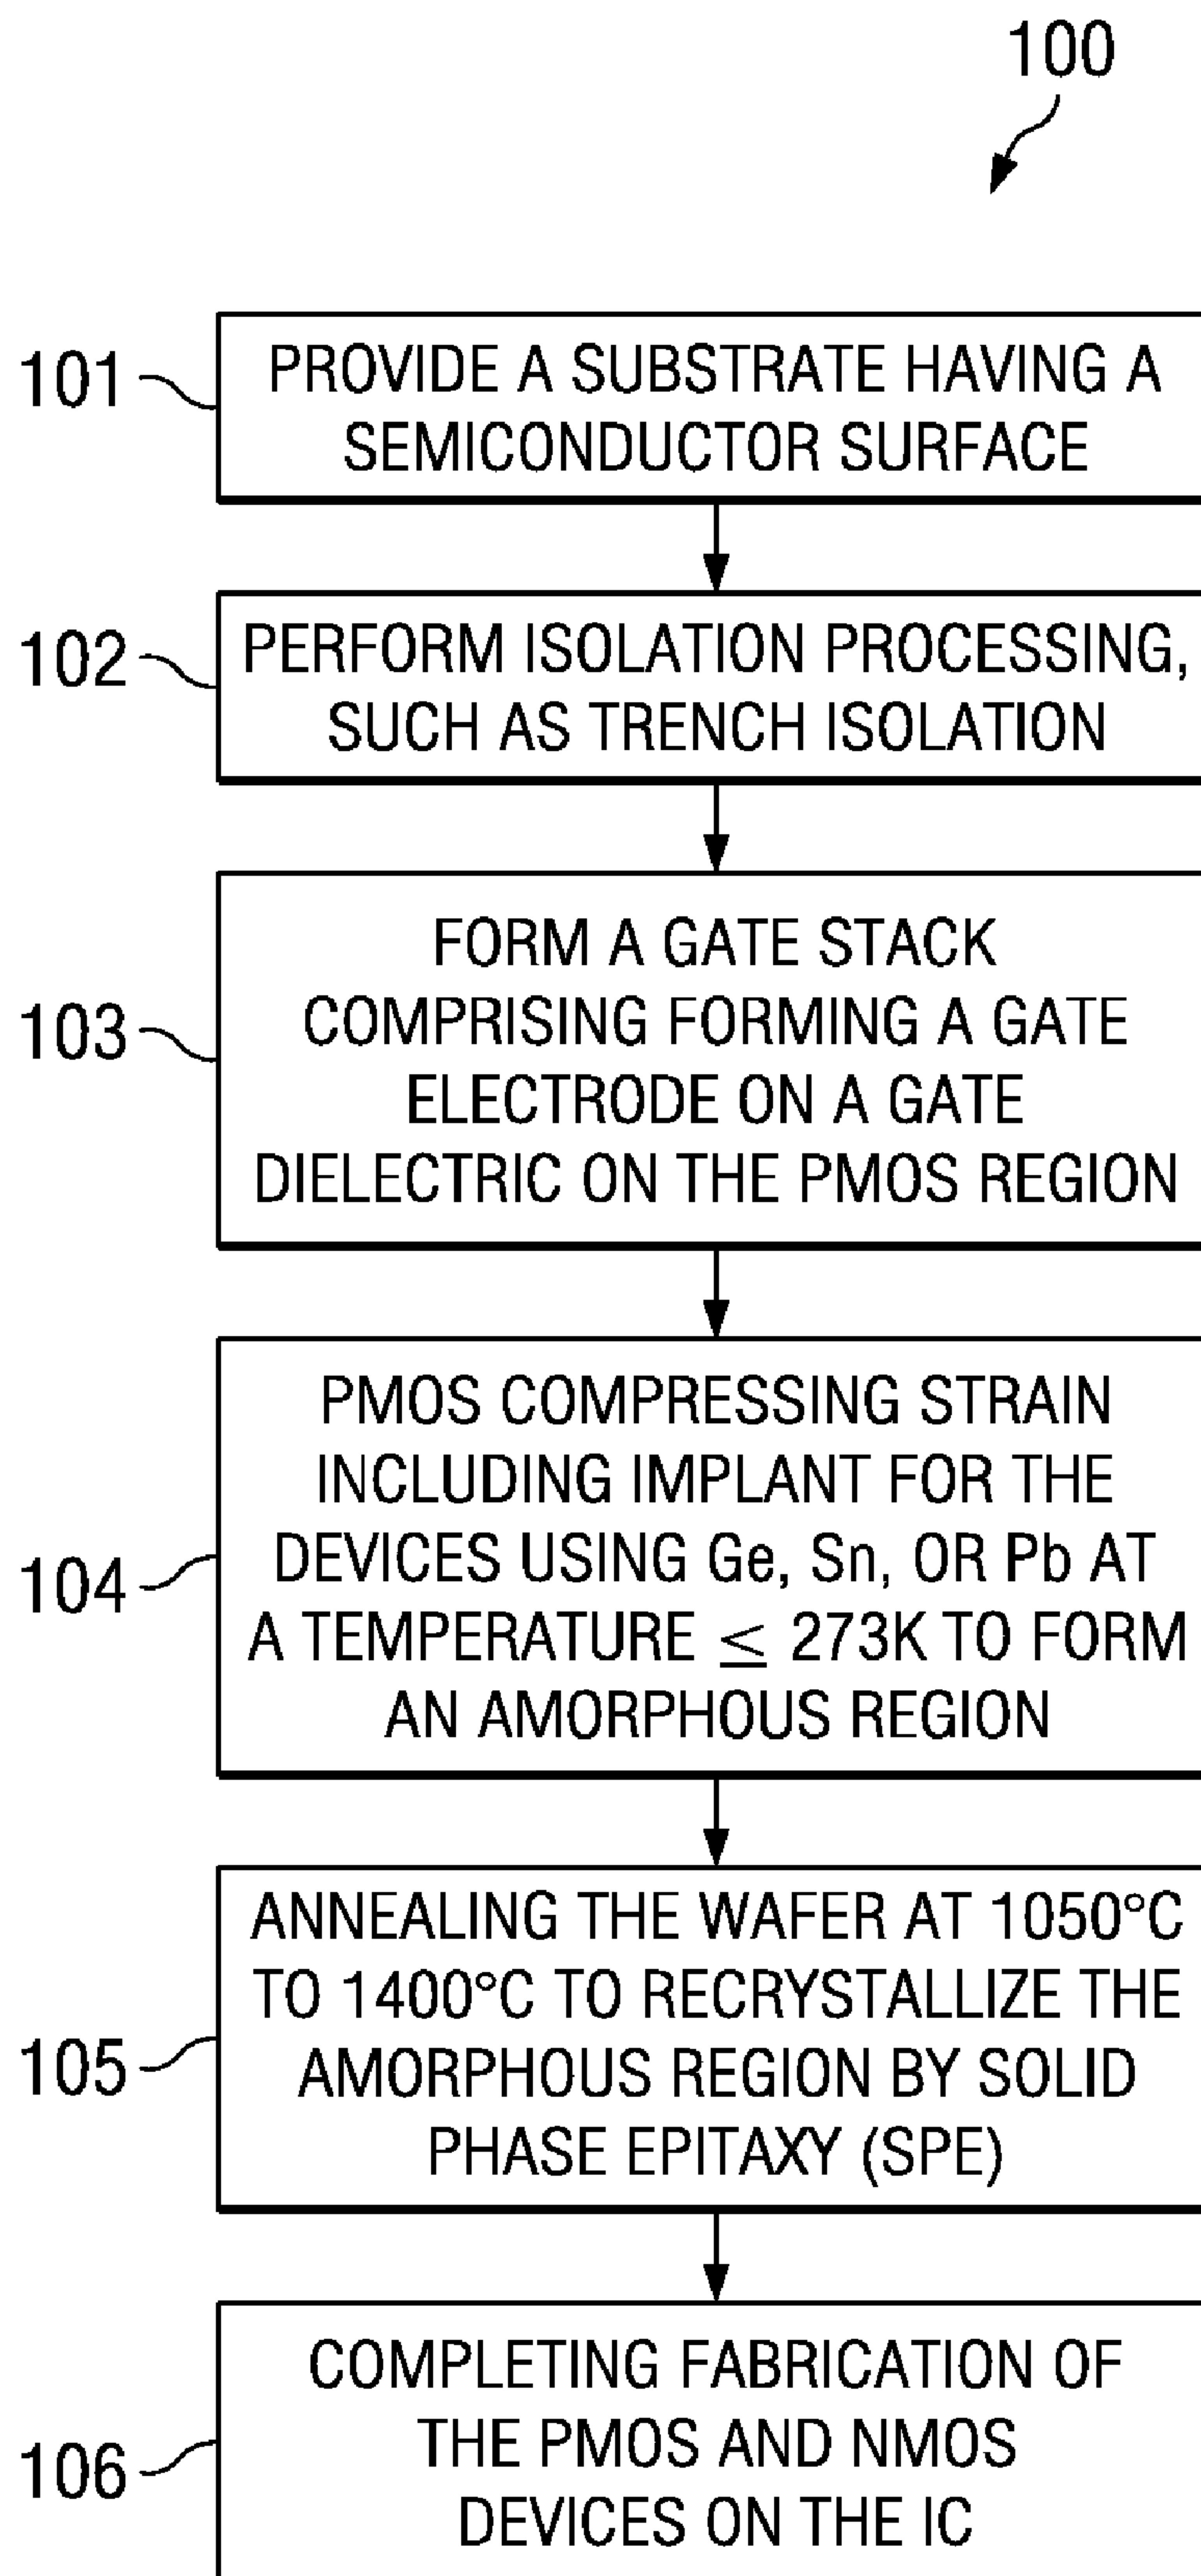 100
101
PROVIDE A SUBSTRATE HAVING A
SEMICONDUCTOR SURFACE
102
PERFORM ISOLATION PROCESSING,
SUCH AS TRENCH ISOLATION
103
FORM A GATE STACK
COMPRISING FORMING A GATE
ELECTRODE ON A GATE
DIELECTRIC ON THE PMOS REGION
104
PMOS COMPRESSING STRAIN
INCLUDING IMPLANT FOR THE
DEVICES USING Ge, Sn, OR Pb AT
A TEMPERATURE ≤ 273K TO FORM
AN AMORPHOUS REGION
105
ANNEALING THE WAFER AT 1050°C
TO 1400°C TO RECRYSTALLIZE THE
AMORPHOUS REGION BY SOLID
PHASE EPITAXY (SPE)
106
COMPLETING FABRICATION OF
THE PMOS AND NMOS
DEVICES ON THE IC